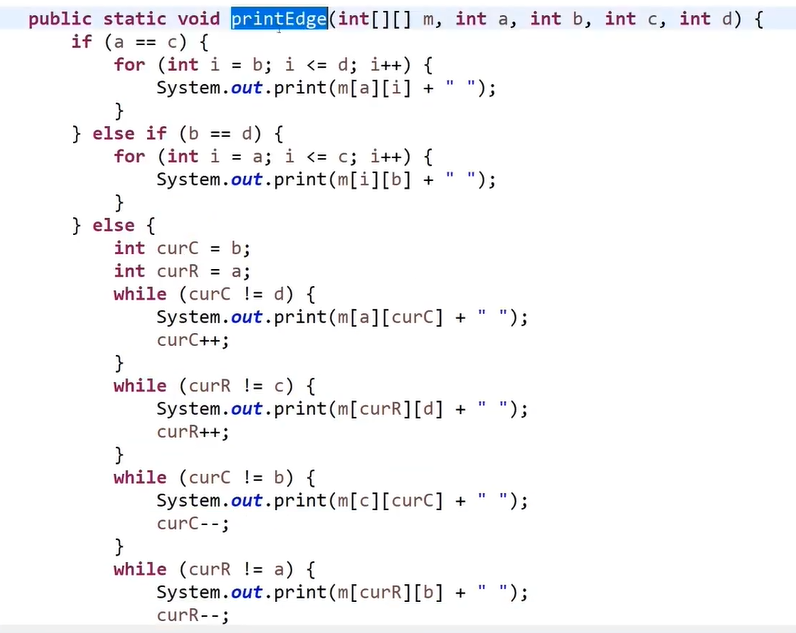 public static void printEdge(int[][] m, int a, int b, int c, int d) {
    if (a == c) {
        for (int i = b; i <= d; i++) {
            System.out.print(m[a][i] + " ");
        }
    } else if (b == d) {
        for (int i = a; i <= c; i++) {
            System.out.print(m[i][b] + " ");
        }
    } else {
        int curC = b;
        int curR = a;
        while (curC != d) {
            System.out.print(m[a][curC] + " ");
            curC++;
        }
        while (curR != c) {
            System.out.print(m[curR][d] + " ");
            curR++;
        }
        while (curC != b) {
            System.out.print(m[c][curC] + " ");
            curC--;
        }
        while (curR != a) {
            System.out.print(m[curR][b] + " ");
            curR--;